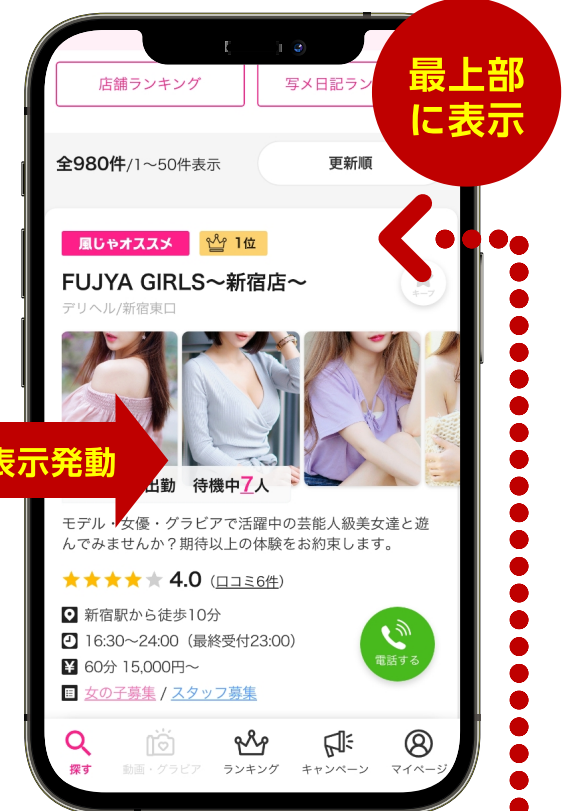 最上部
に表示
店舗ランキング
写メ日記ラン
全980件/1〜50件表示
更新順
風じゃオススメ
1位
FUJYA GIRLS〜新宿店〜
キープ
デリヘル/新宿東口
表示発動
出勤 待機中7人
モデル・女優・グラビアで活躍中の芸能人級美女達と遊
んでみませんか？期待以上の体験をお約束します。
★★★★★ 4.0（口コミ6件）
新宿駅から徒歩10分
16:30〜24:00（最終受付23:00）
60分 15,000円〜
電話する
女の子募集 / スタッフ募集
探す
動画・グラビア
ランキング
キャンペーン
マイページ